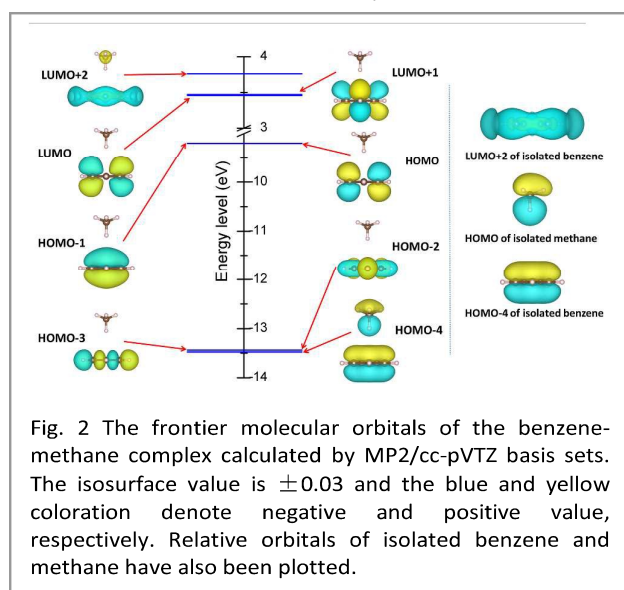 4
LUMO+2
LUMO+1
LUMO
3
HOMO
LUMO+2 of isolated benzene
10
Energy level (eV)
HOMO-1
11
HOMO-2
HOMO of isolated methane
12
HOMO-3
13
HOMO-4
HOMO-4 of isolated benzene
14
Fig. 2 The frontier molecular orbitals of the benzene-
methane complex calculated by MP2/cc-pVTZ basis sets.
The isosurface value is ±0.03 and the blue and yellow
coloration denote negative and positive value,
respectively. Relative orbitals of isolated benzene and
methane have also been plotted.